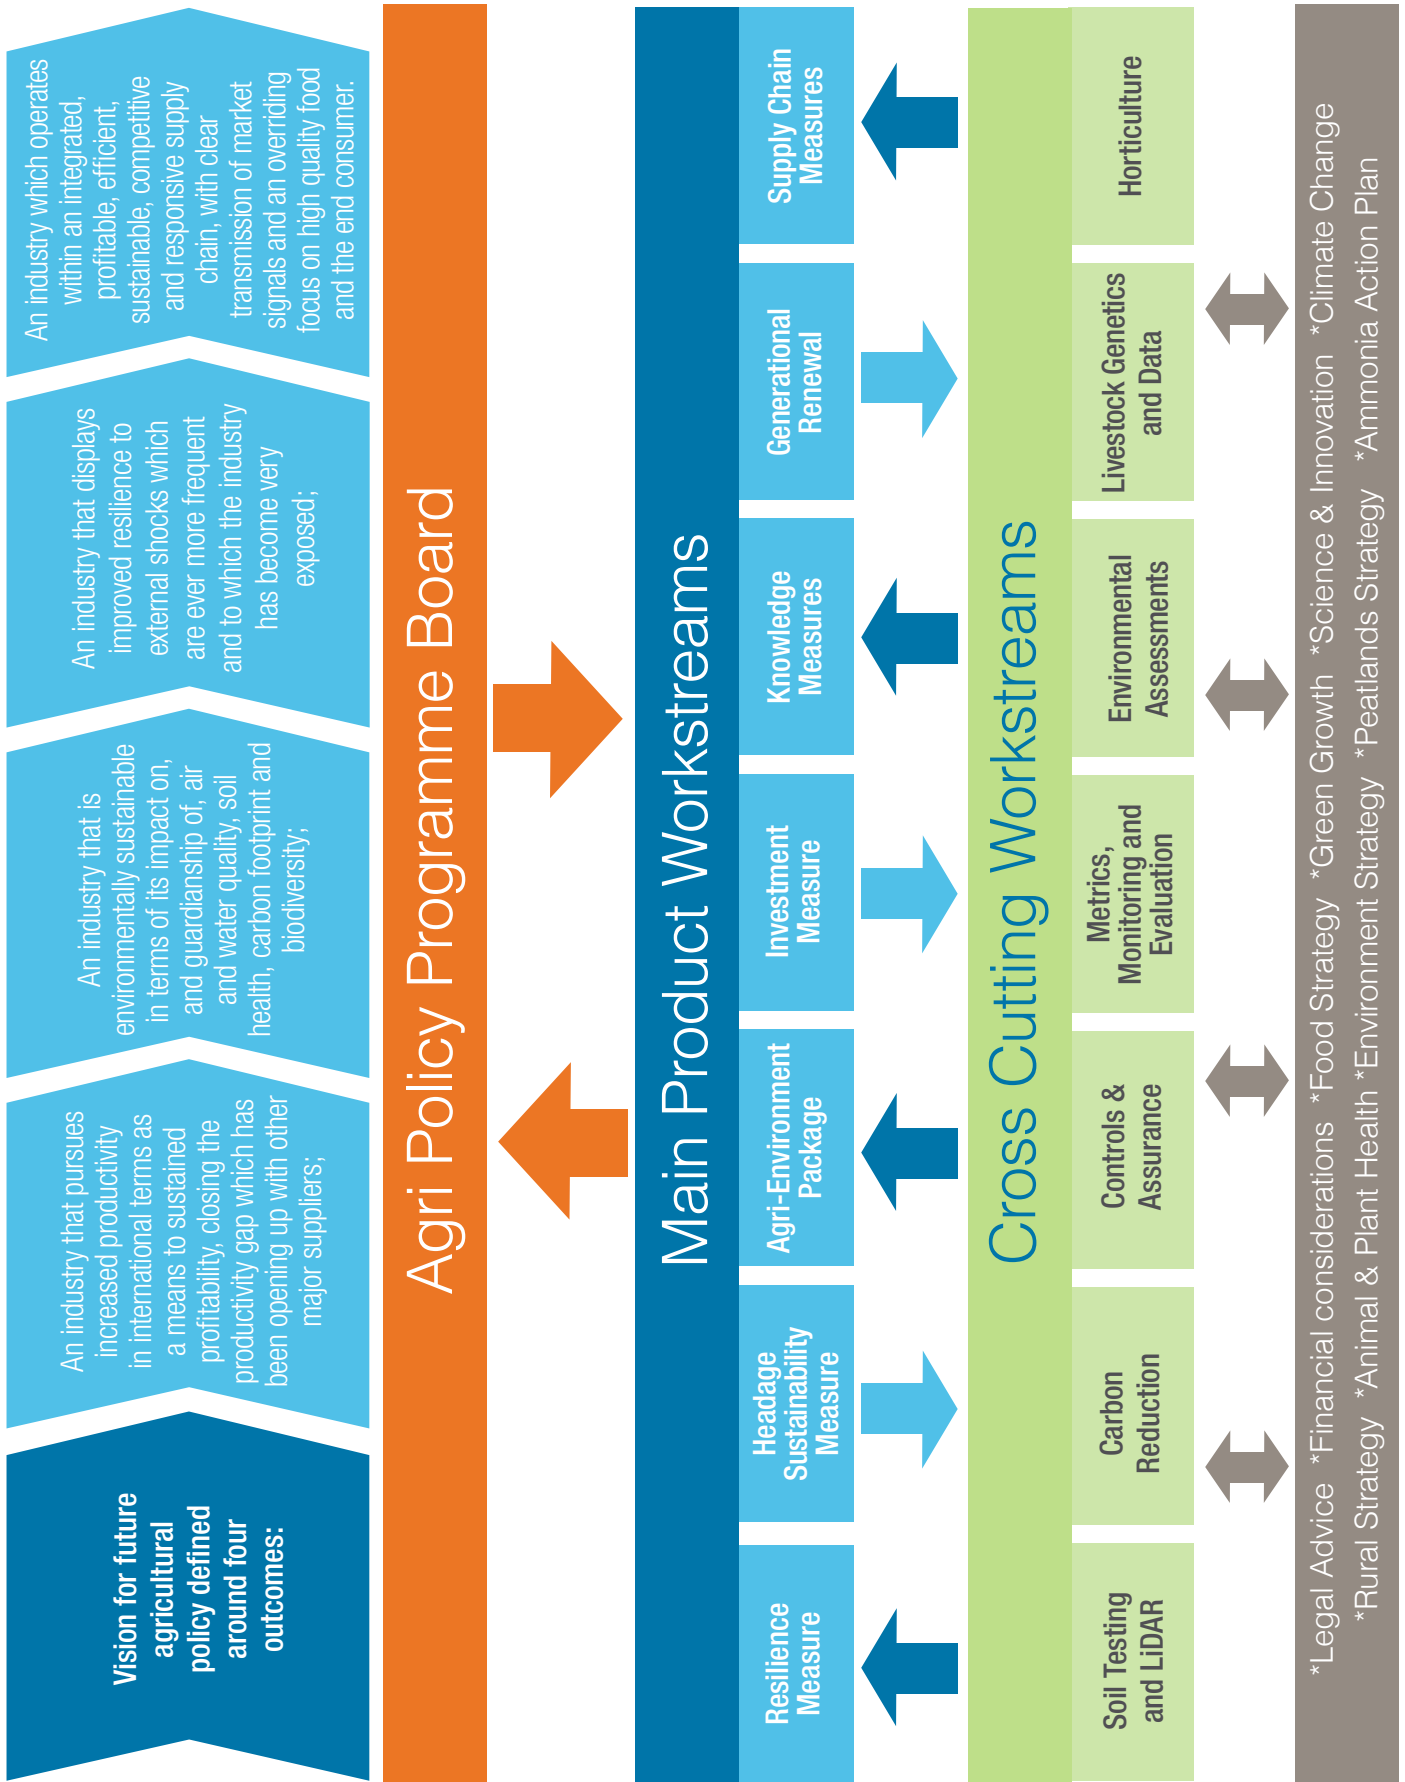 Vision for future
agricultural
policy defined
around four
outcomes:
An industry that pursues
increased productivity
in international terms as
a means to sustained
profitability, closing the
productivity gap which has
been opening up with other
major suppliers;
An industry that is
environmentally sustainable
in terms of its impact on,
and guardianship of, air
and water quality, soil
health, carbon footprint and
biodiversity;
An industry that displays
improved resilience to
external shocks which
are ever more frequent
and to which the industry
has become very
exposed;
An industry which operates
within an integrated,
profitable, efficient,
sustainable, competitive
and responsive supply
chain, with clear
transmission of market
signals and an overriding
focus on high quality food
and the end consumer.
Agri Policy Programme Board
Main Product Workstreams
Resilience
Measure
Headage
Sustainability
Measure
Agri-Environment
Package
Investment
Measure
Knowledge
Measures
Generational
Renewal
Supply Chain
Measures
Cross Cutting Workstreams
Soil Testing
and LiDAR
Carbon
Reduction
Controls &
Assurance
Metrics,
Monitoring and
Evaluation
Environmental
Assessments
Livestock Genetics
and Data
Horticulture
*Legal Advice *Financial considerations *Food Strategy *Green Growth *Science & Innovation *Climate Change
*Rural Strategy *Animal & Plant Health *Environment Strategy *Peatlands Strategy *Ammonia Action Plan